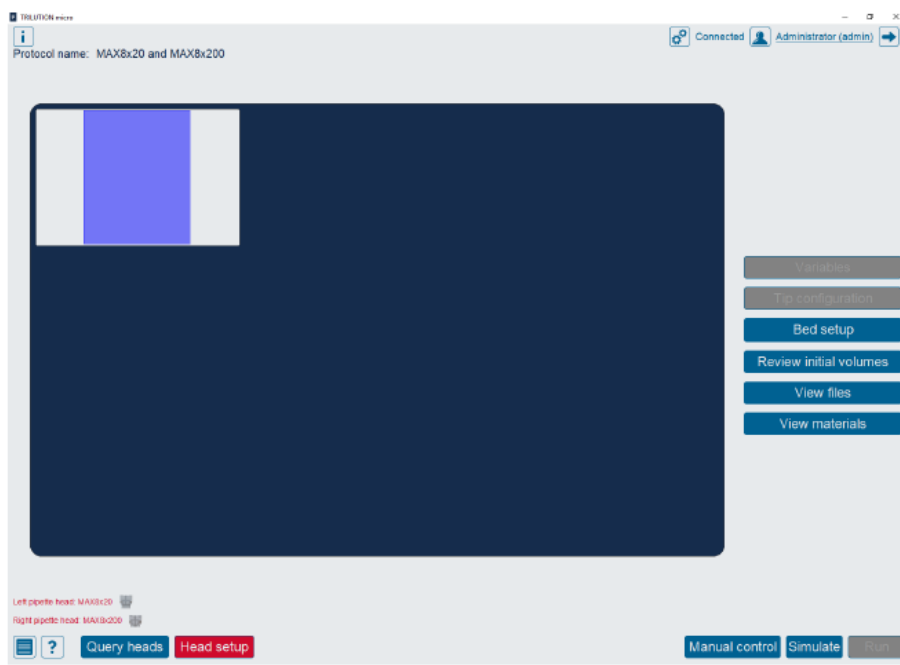 TRILUTION micro
Connected Administrator (admin)
Protocol name: MAX8x20 and MAX8x200
Variables
Tip configuration
Bed setup
Review initial volumes
View files
View materials
Left pipette head: MAX8x20
Right pipette head: MAX8x200
? Query heads Head setup Manual control Simulate Run